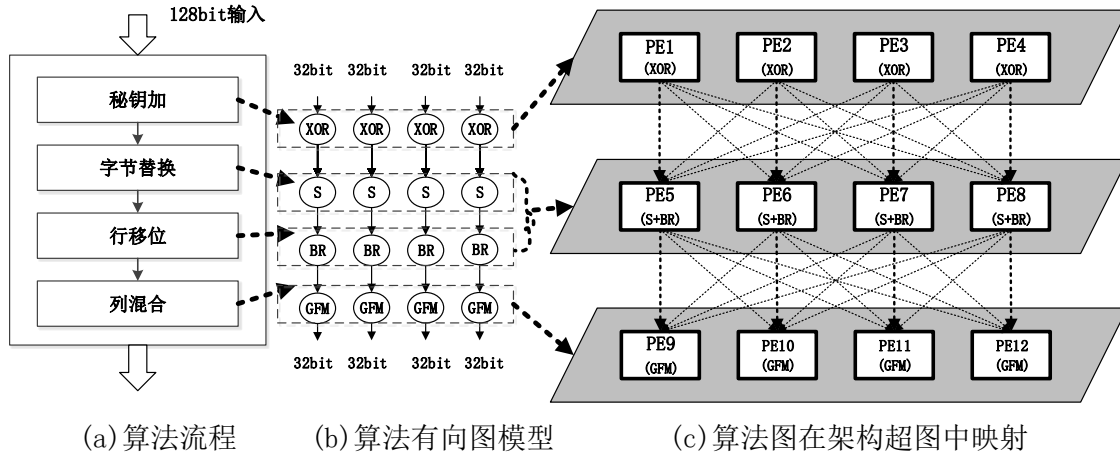 128bit输入
秘钥加
字节替换
行移位
列混合
(a)算法流程
32bit 32bit 32bit 32bit
XOR XOR XOR XOR
S S S S
BR BR BR BR
GFM GFM GFM GFM
32bit 32bit 32bit 32bit
(b)算法有向图模型
PE1 PE2 PE3 PE4
(XOR) (XOR) (XOR) (XOR)
PE5 PE6 PE7 PE8
(S+BR) (S+BR) (S+BR) (S+BR)
PE9 PE10 PE11 PE12
(GFM) (GFM) (GFM) (GFM)
(c)算法图在架构超图中映射